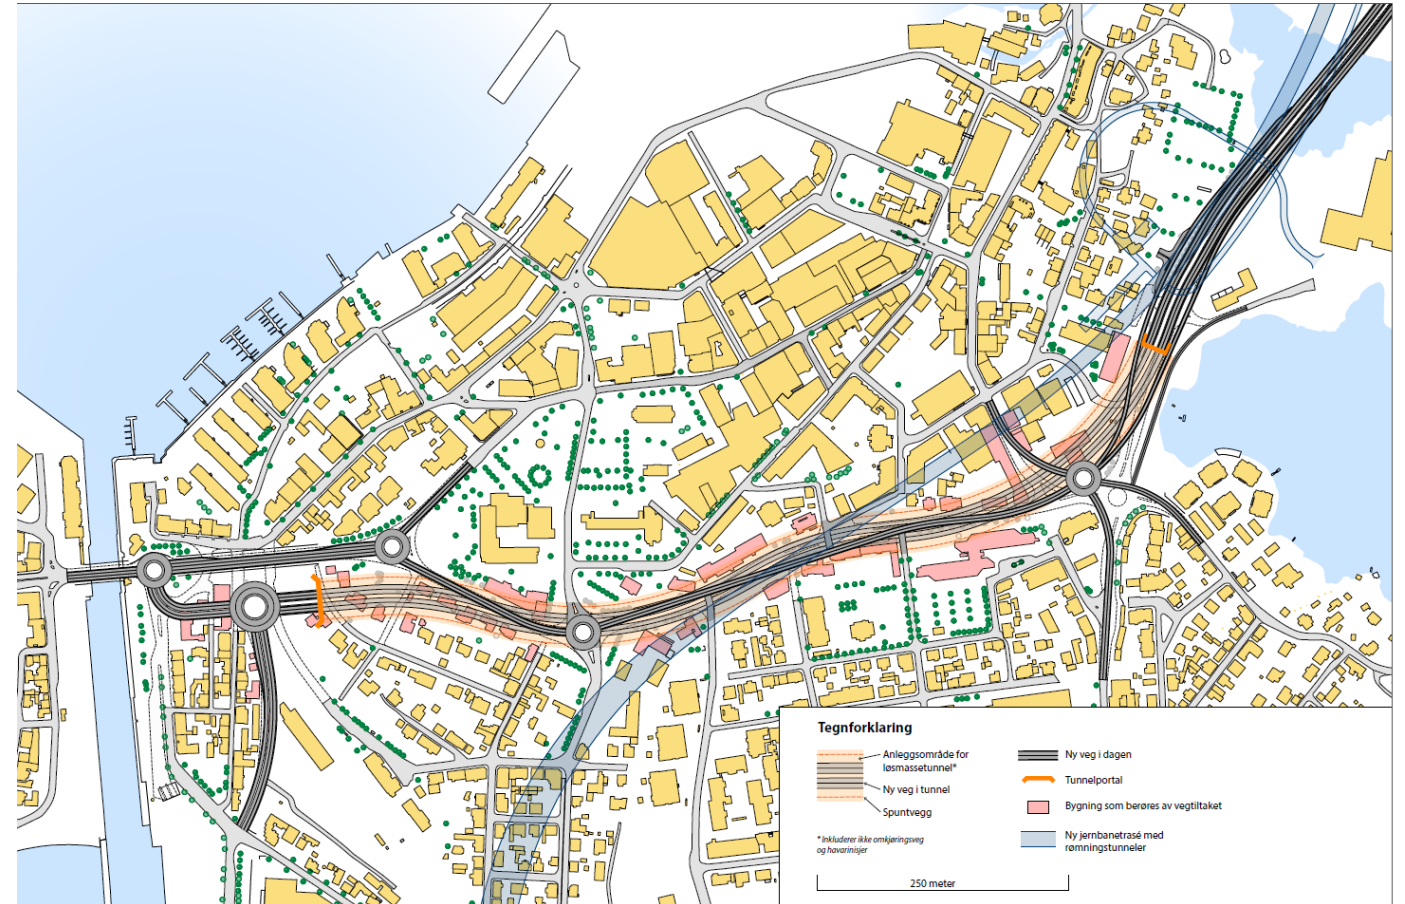 Tegnforklaring
Anleggsområde for
løsmassetunnel*
Ny veg i tunnel
Spuntvegg
* Inkluderer ikke omkjøringsveg
og havarinisjer
250 meter
Ny veg i dagen
Tunnelportal
Bygning som berøres av vegtiltaket
Ny jernbanetrasé med
rømningstunneler